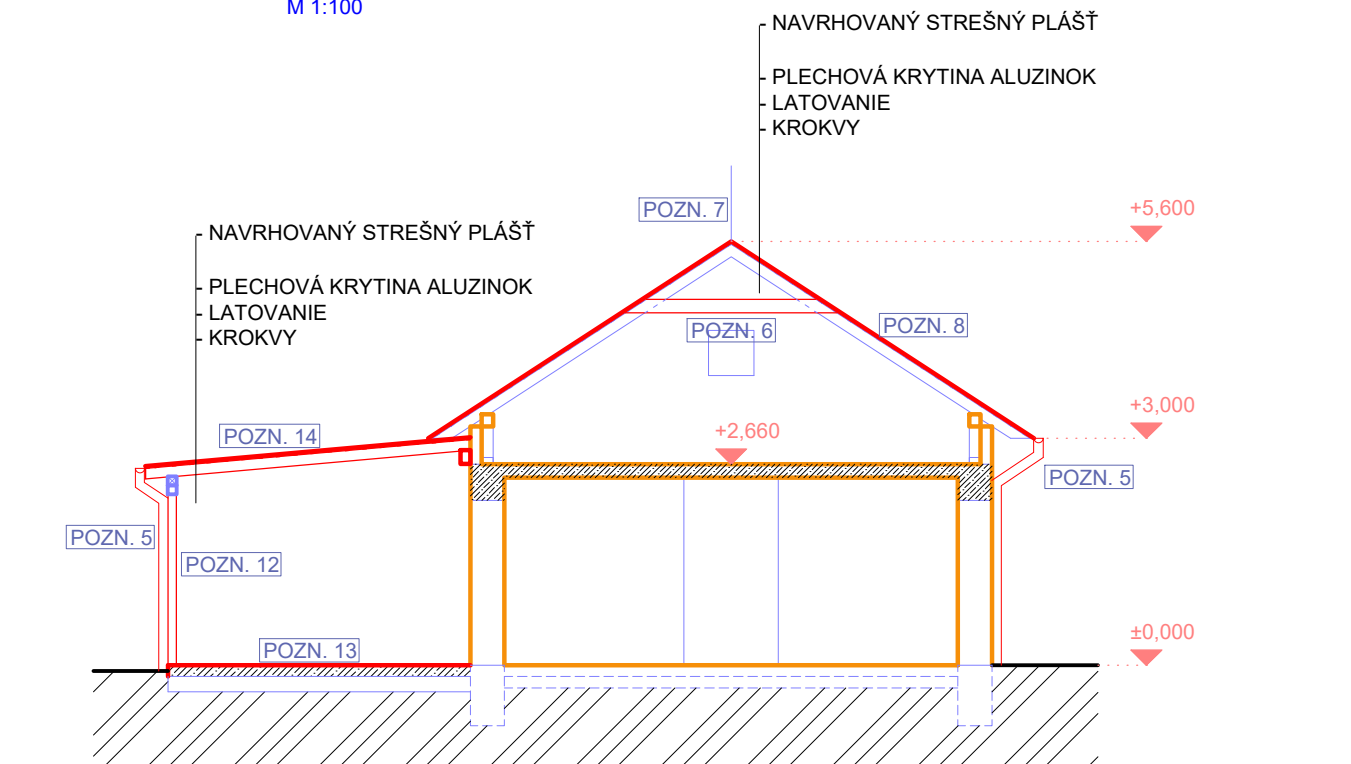 M 1:100
- NAVRHOVANÝ STREŠNÝ PLÁŠŤ
- PLECHOVÁ KRYTINA ALUZINOK
- LATOVANIE
- KROKVY
POZN. 7
+5,600
- NAVRHOVANÝ STREŠNÝ PLÁŠŤ
- PLECHOVÁ KRYTINA ALUZINOK
- LATOVANIE
- KROKVY
POZN. 6
POZN. 8
+3,000
+2,660
POZN. 14
POZN. 5
POZN. 5
POZN. 12
±0,000
POZN. 13